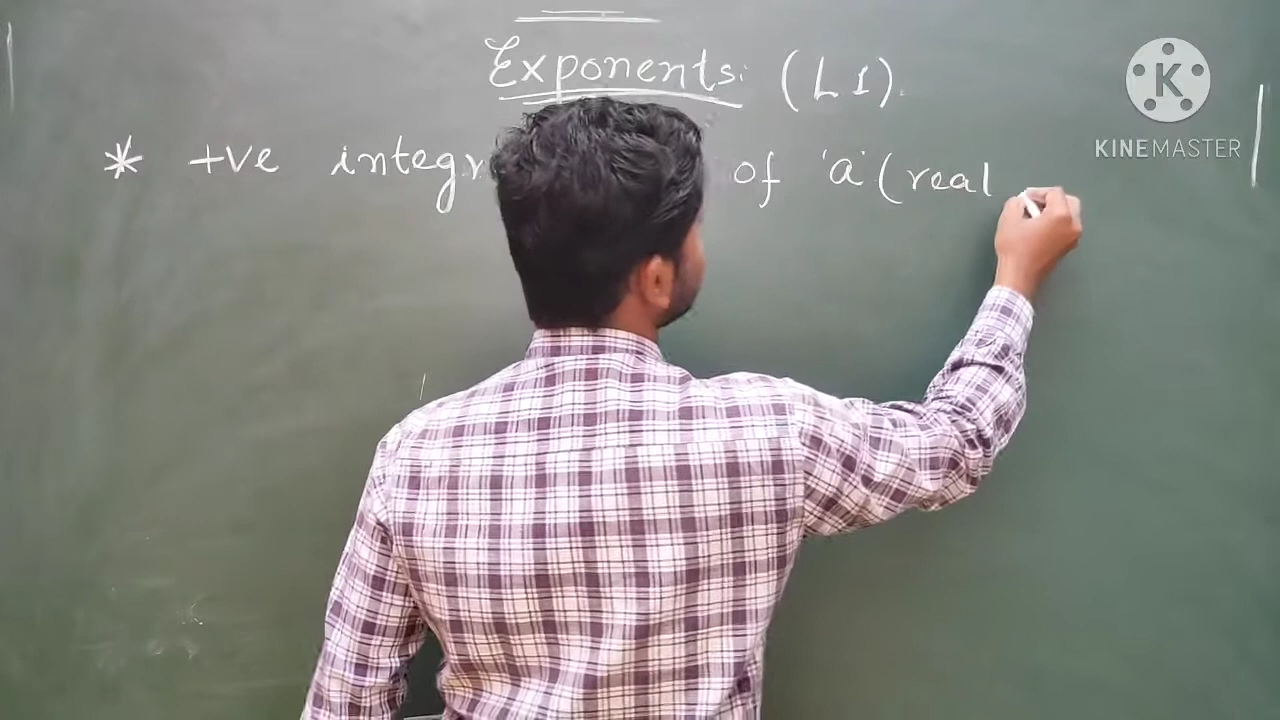 Exponents: (L1).
* +ve integr of 'a' (real
K
KINEMASTER